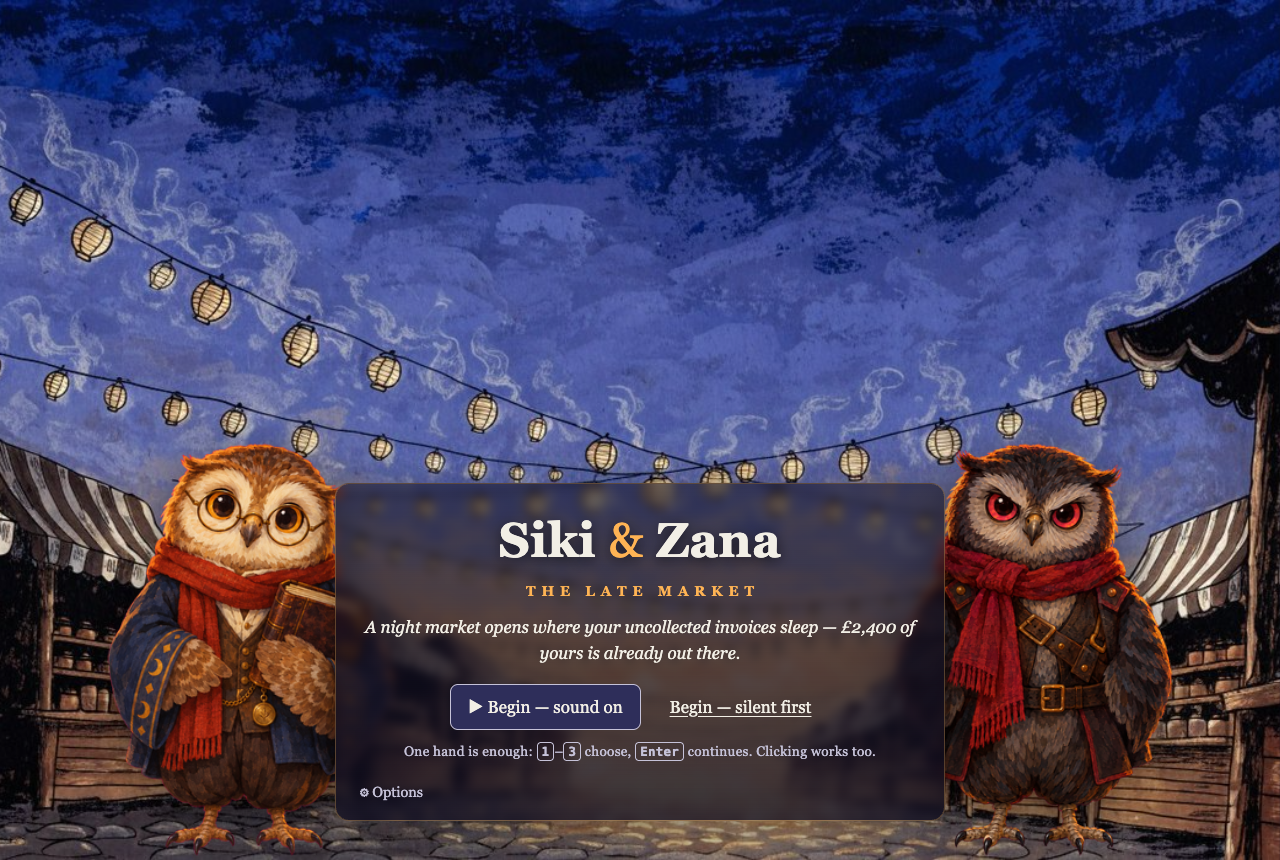 Siki & Zana
THE LATE MARKET
A night market opens where your uncollected invoices sleep — £2,400 of
yours is already out there.
▶ Begin — sound on
Begin — silent first
One hand is enough: 1–3 choose, Enter continues. Clicking works too.
⚙ Options